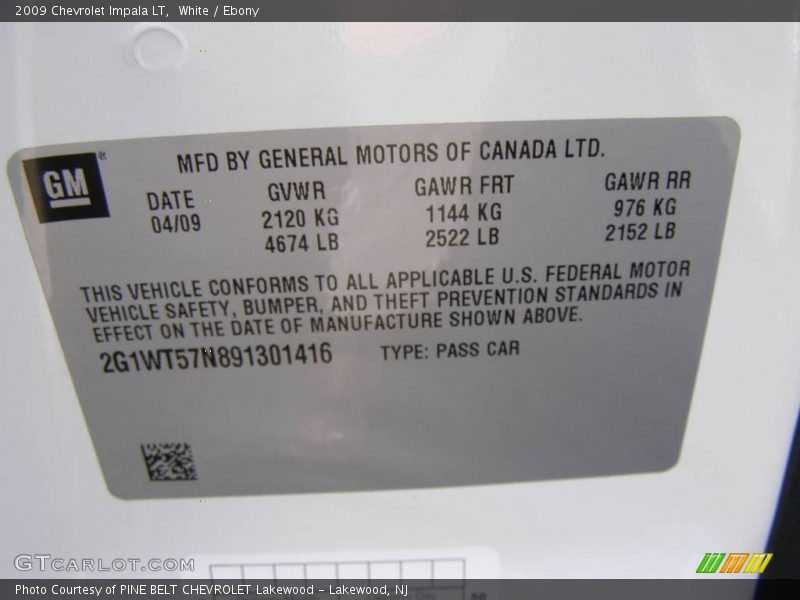 2009 Chevrolet Impala LT, White / Ebony
GM ®
MFD BY GENERAL MOTORS OF CANADA LTD.
DATE GVWR GAWR FRT GAWR RR
04/09 2120 KG 1144 KG 976 KG
4674 LB 2522 LB 2152 LB
THIS VEHICLE CONFORMS TO ALL APPLICABLE U.S. FEDERAL MOTOR
VEHICLE SAFETY, BUMPER, AND THEFT PREVENTION STANDARDS IN
EFFECT ON THE DATE OF MANUFACTURE SHOWN ABOVE.
2G1WT57N891301416 TYPE: PASS CAR
GTCARLOT.COM
Photo Courtesy of PINE BELT CHEVROLET Lakewood - Lakewood, NJ